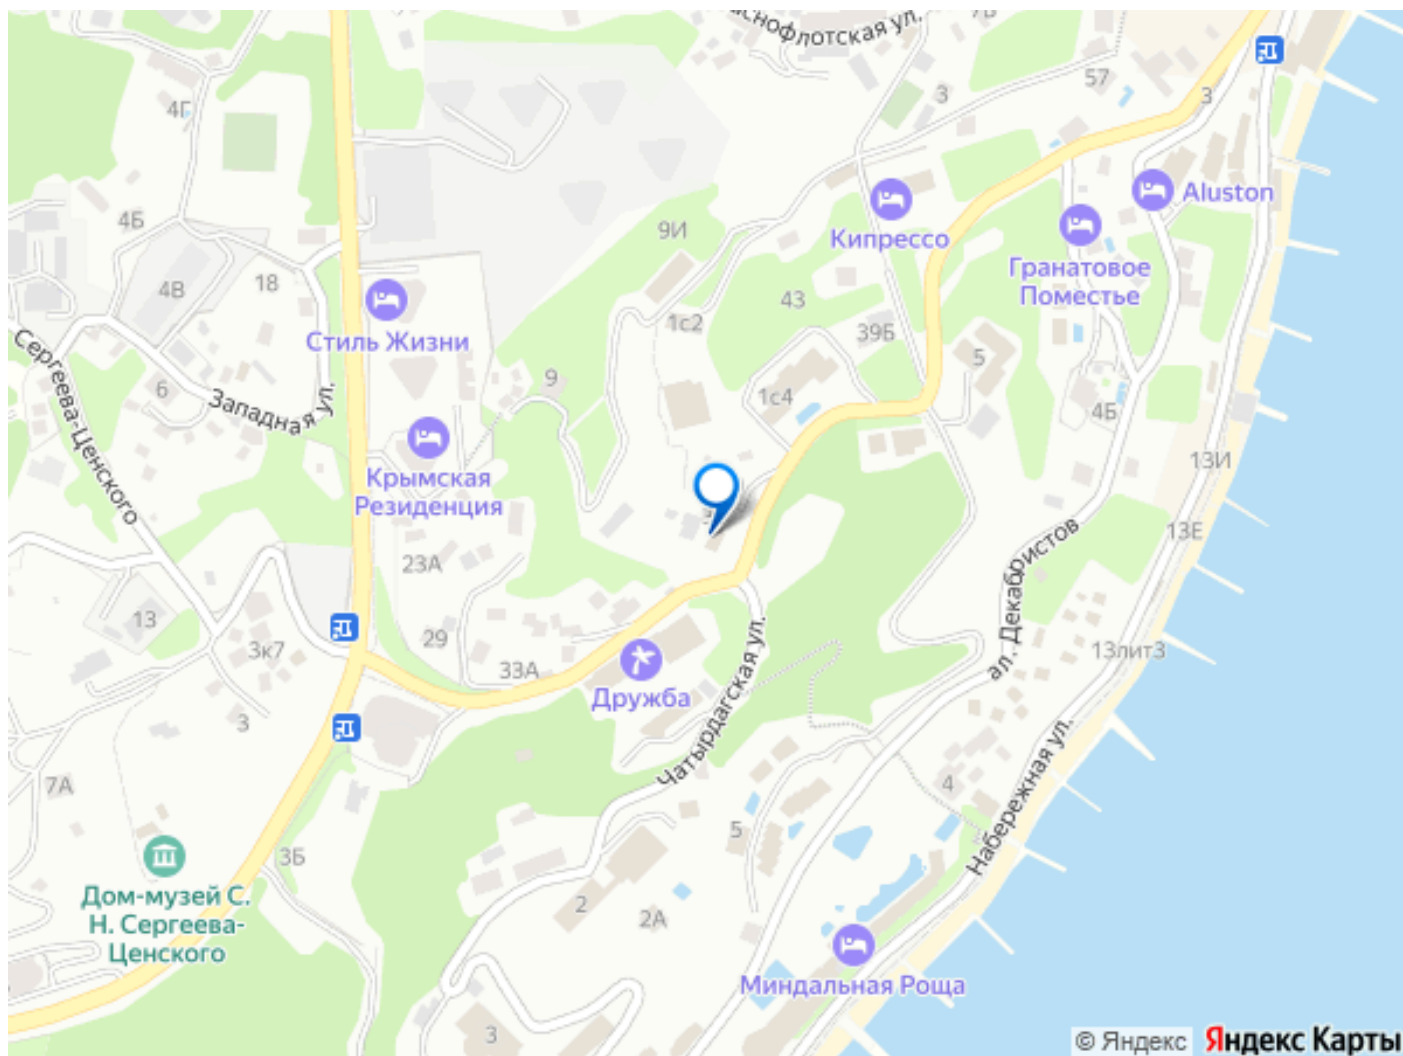 снофлотская ул.
7В
57
3
3
4Г
Aluston
4Б
9И
Кипрессо
Гранатовое
Поместье
18
4В
43
1с2
39Б
Стиль Жизни
5
Сергеева-Ценского
9
6
Западная ул.
1с4
4Б
13И
Крымская
Резиденция
13Е
23А
ал. Декабристов
13
29
3к7
33А
13лит3
Дружба
Чатырдагская ул.
3
7А
4
Набережная ул.
5
3Б
Дом-музей С.
Н. Сергеева-
Ценского
2
2А
Миндальная Роща
3
© Яндекс Яндекс Карты